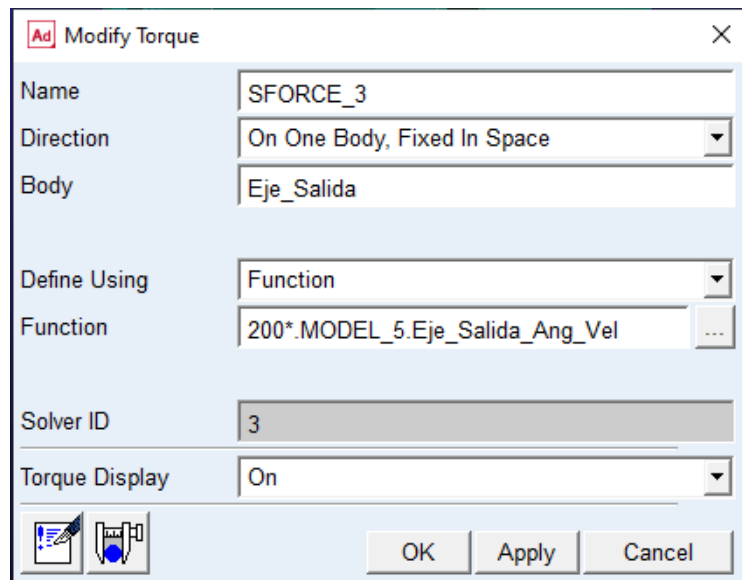 Ad Modify Torque
Name SFORCE_3
Direction On One Body, Fixed In Space
Body Eje_Salida
Define Using Function
Function 200*.MODEL_5.Eje_Salida_Ang_Vel ...
Solver ID 3
Torque Display On
OK Apply Cancel